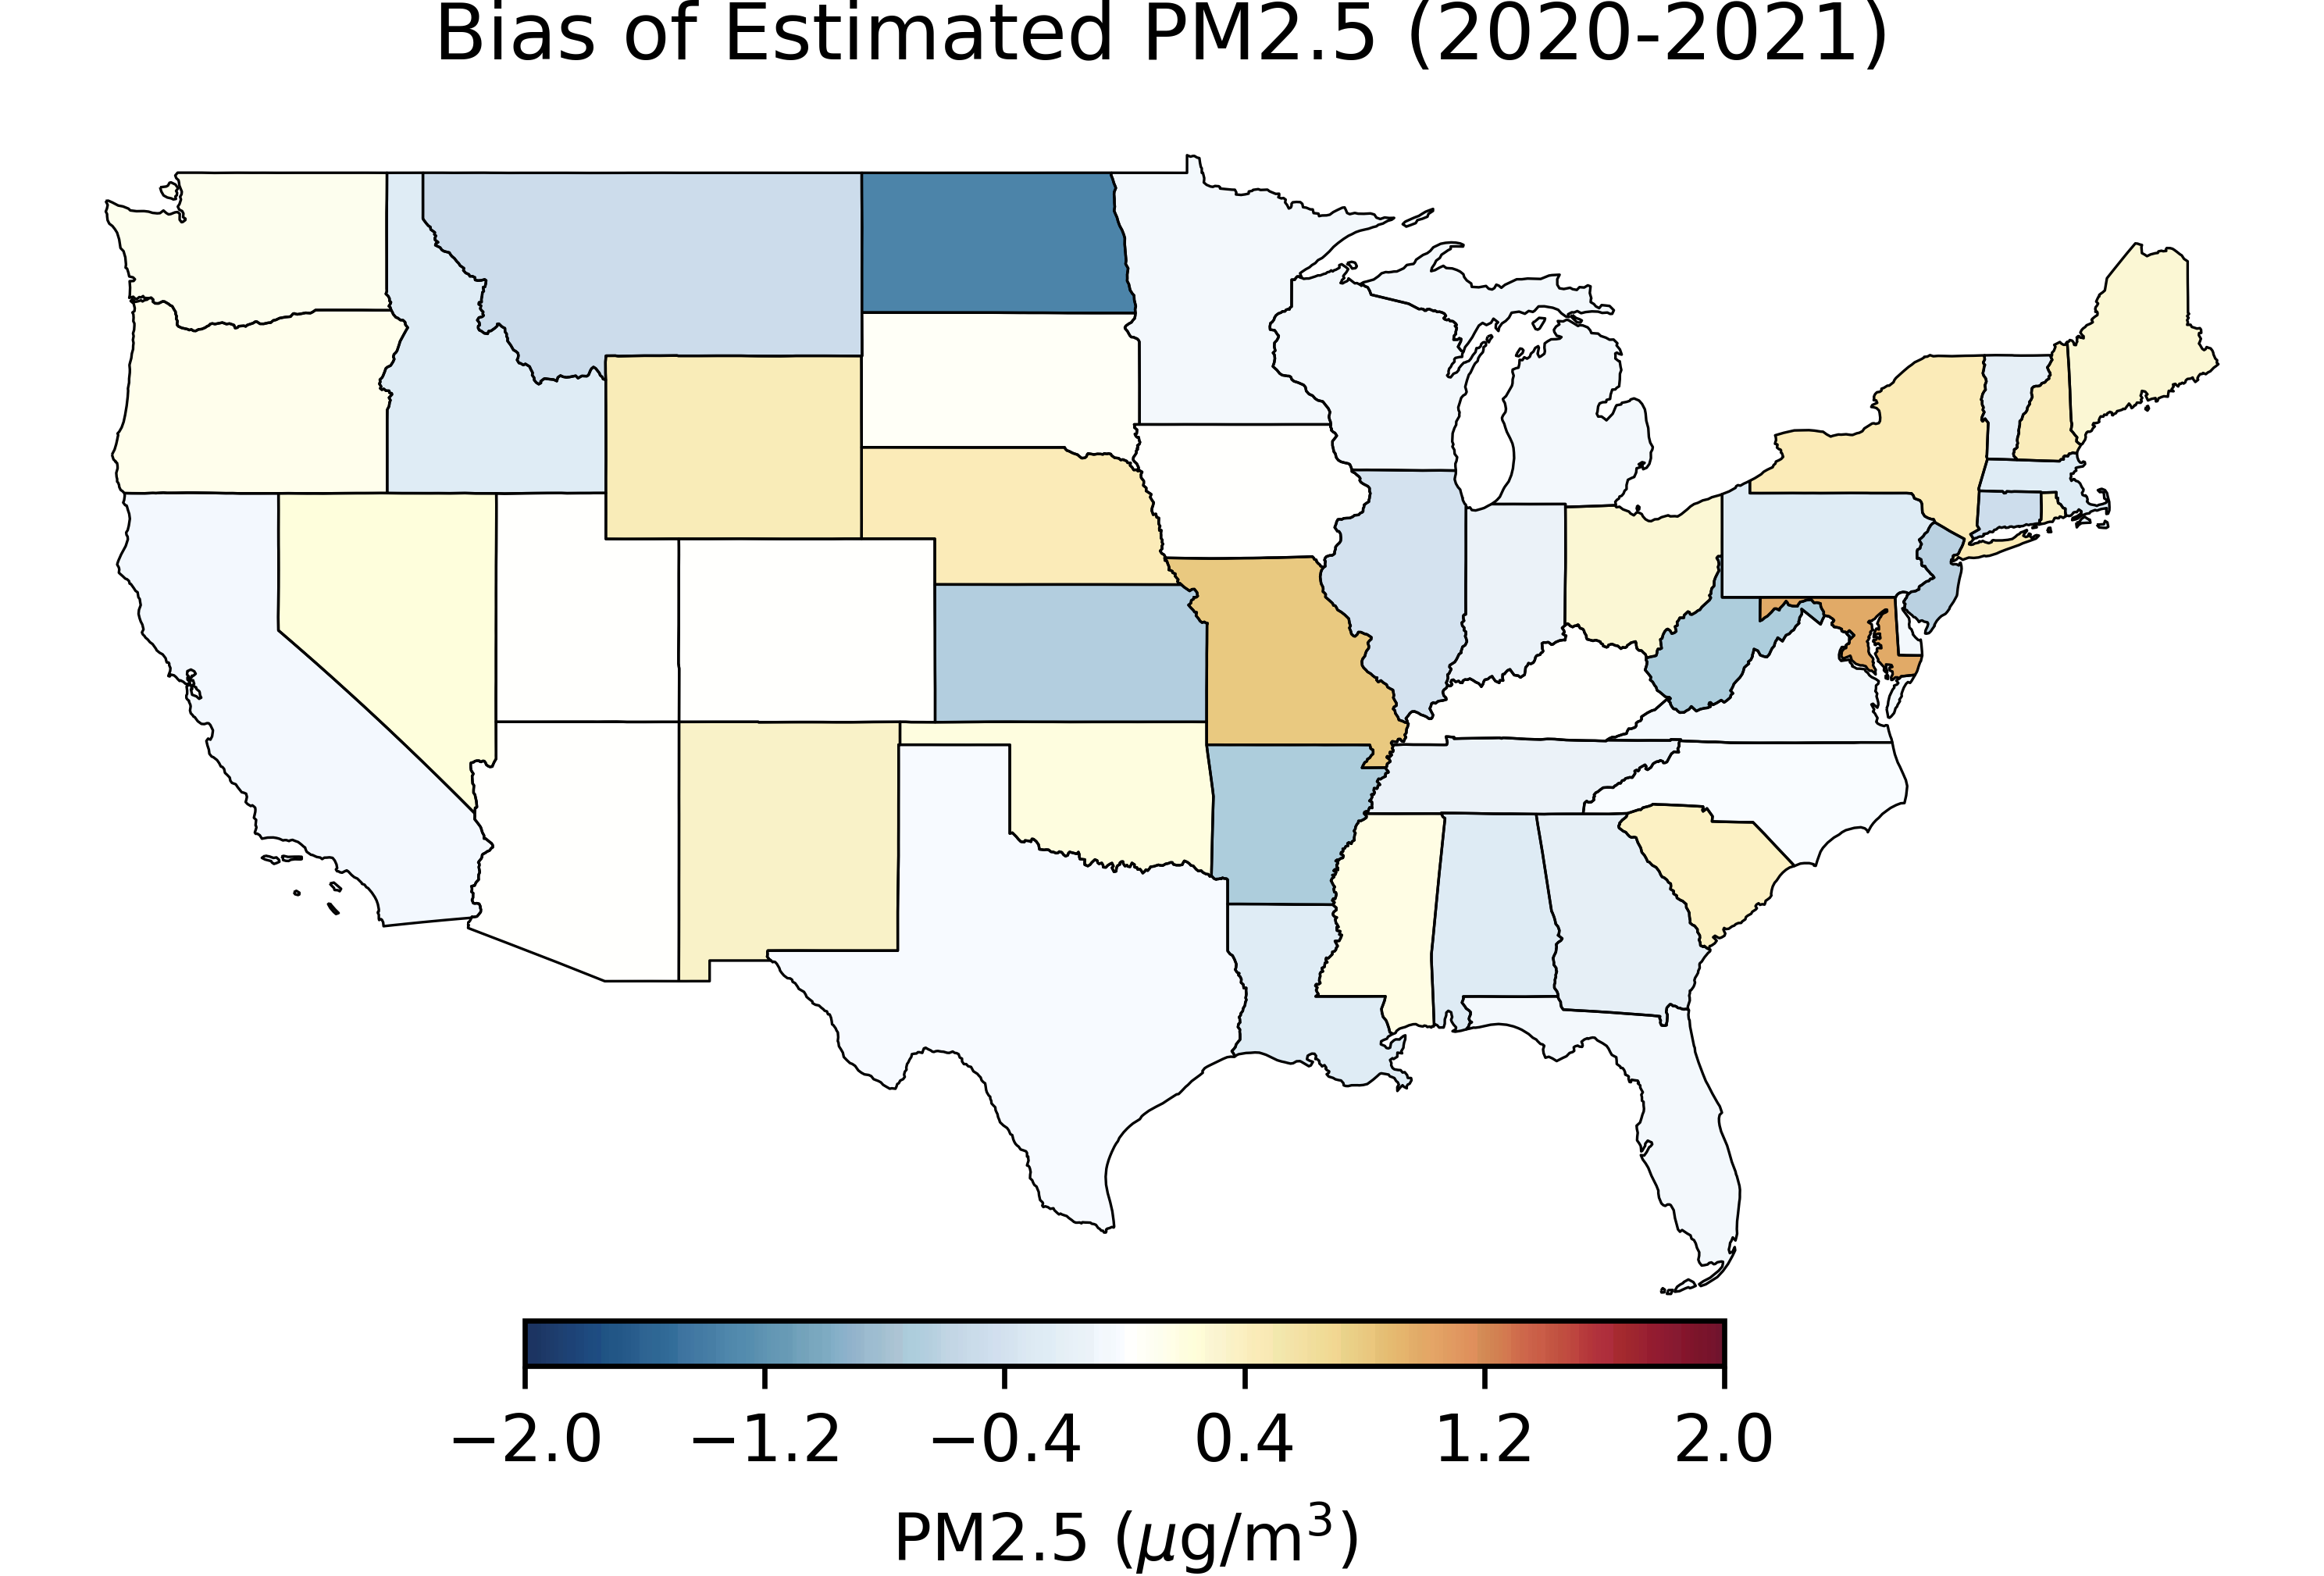 Bias of Estimated PM2.5 (2020-2021)
−2.0 −1.2 −0.4 0.4 1.2 2.0
PM2.5 (μg/m³)